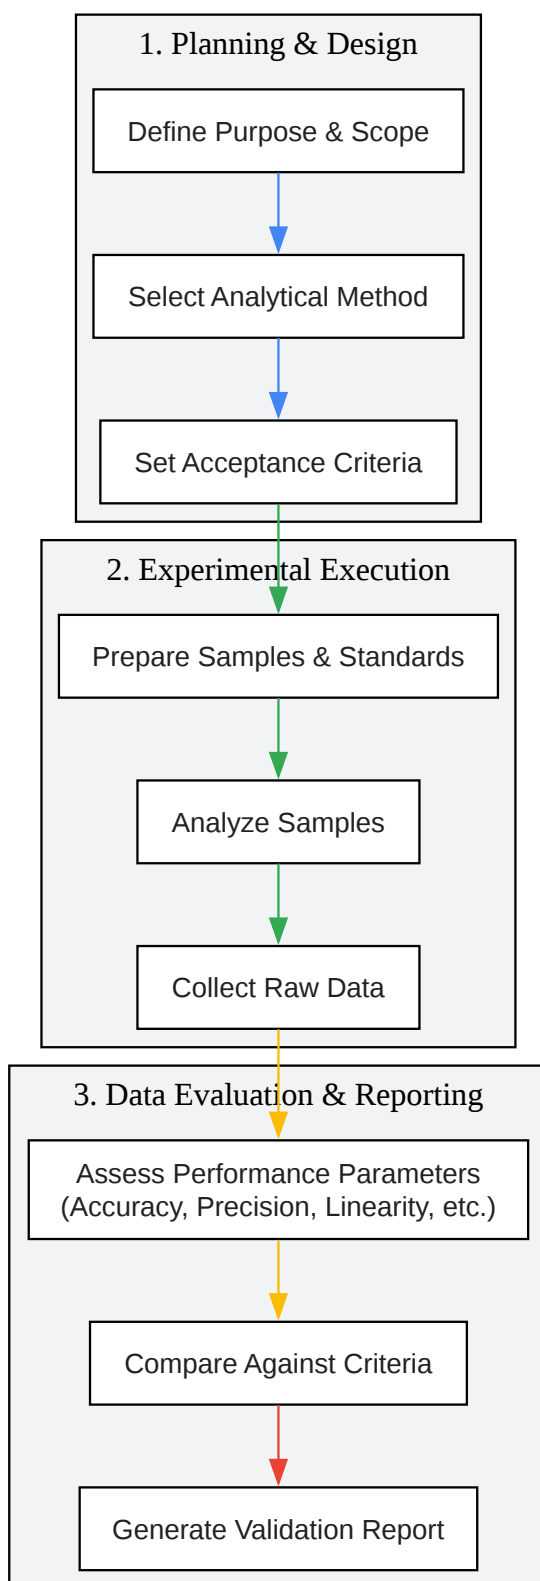 1. Planning & Design
Define Purpose & Scope
Select Analytical Method
Set Acceptance Criteria
2. Experimental Execution
Prepare Samples & Standards
Analyze Samples
Collect Raw Data
3. Data Evaluation & Reporting
Assess Performance Parameters
(Accuracy, Precision, Linearity, etc.)
Compare Against Criteria
Generate Validation Report